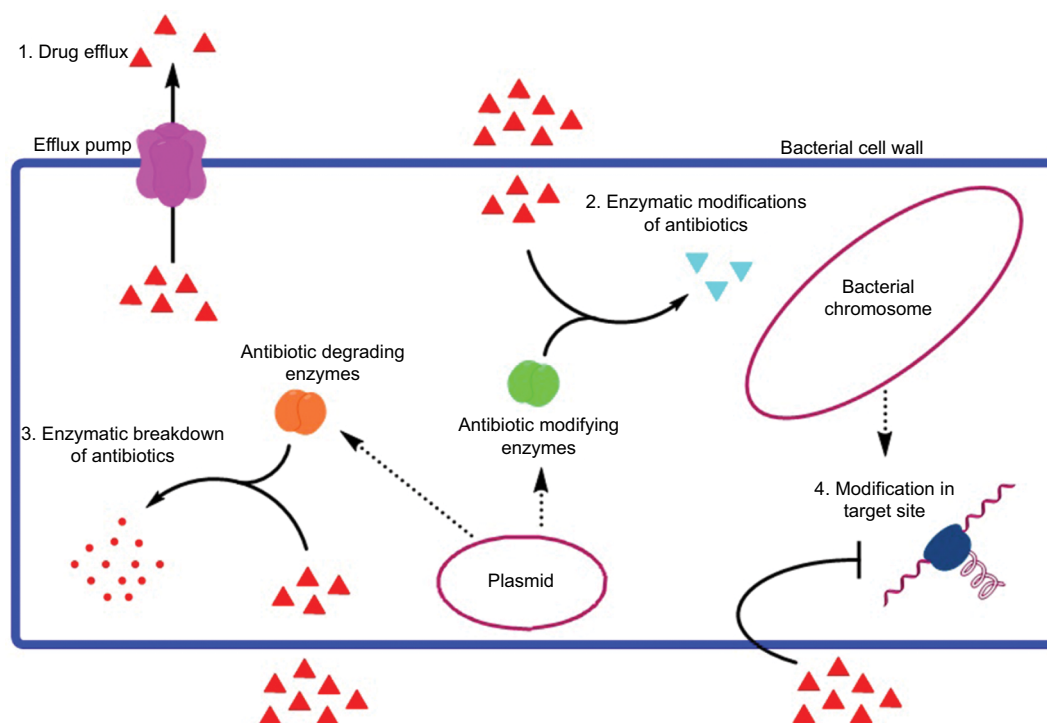 1. Drug efflux
Efflux pump
Bacterial cell wall
2. Enzymatic modifications
of antibiotics
Bacterial
chromosome
Antibiotic degrading
enzymes
Antibiotic modifying
enzymes
3. Enzymatic breakdown
of antibiotics
4. Modification in
target site
Plasmid